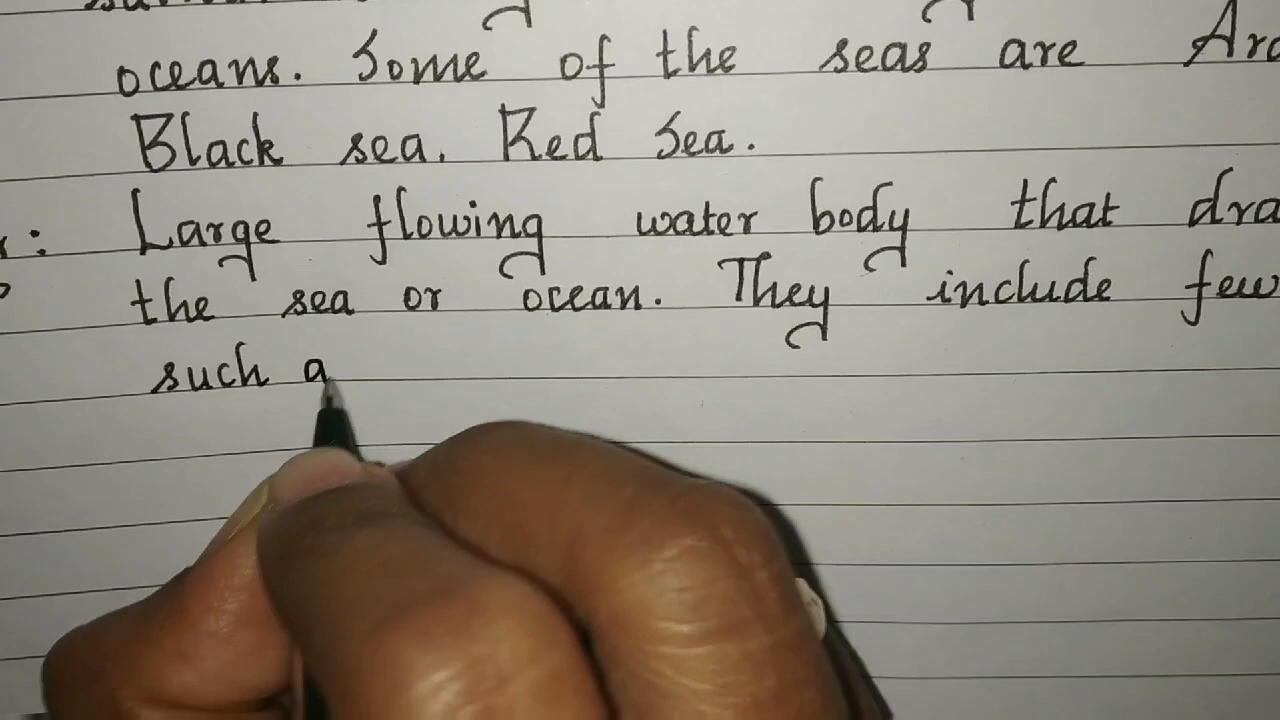 oceans. Some of the seas are
Black sea. Red Sea.
: Large flowing water body that
the sea or ocean. They include few
such a